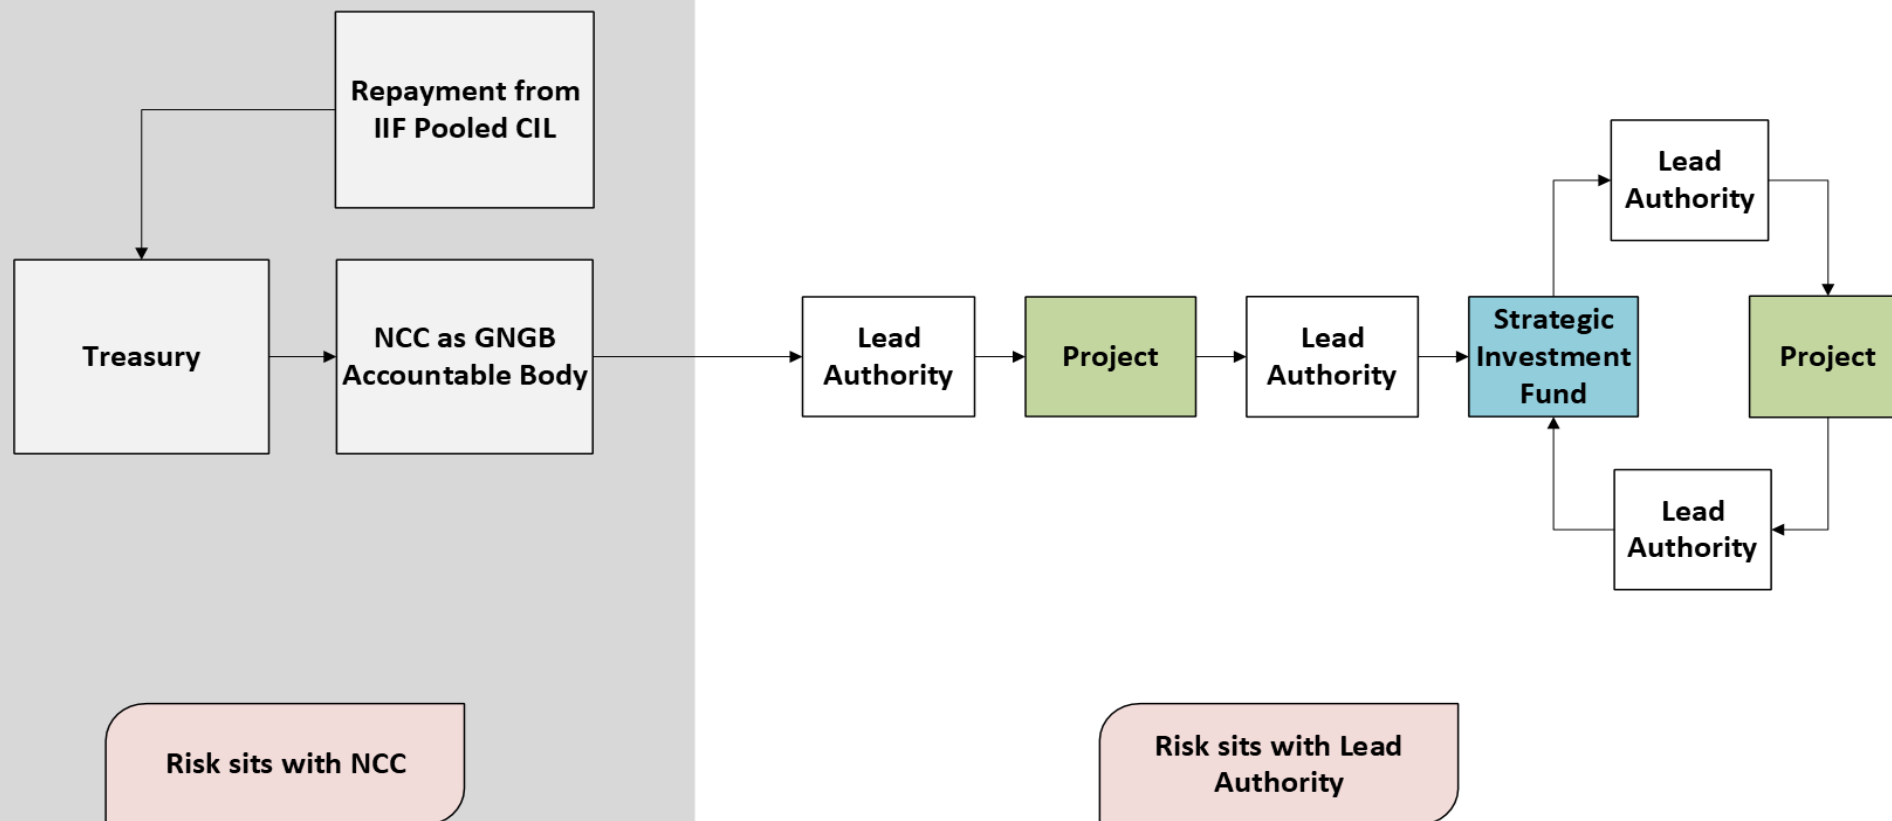 Repayment from
IIF Pooled CIL
Treasury
NCC as GNGB
Accountable Body
Lead
Authority
Project
Lead
Authority
Strategic
Investment
Fund
Lead
Authority
Project
Lead
Authority
Risk sits with NCC
Risk sits with Lead
Authority